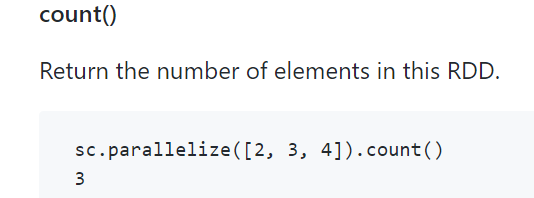 count()
Return the number of elements in this RDD.
sc.parallelize([2, 3, 4]).count()
3